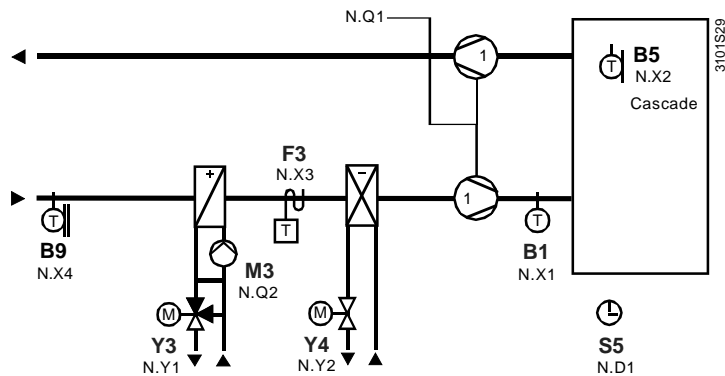 N.Q1
1
B5
N.X2
Cascade
3101S29
T
F3
N.X3
+
−
T
1
T
T
B9
N.X4
M3
N.Q2
B1
N.X1
M
M
Y3
N.Y1
Y4
N.Y2
S5
N.D1